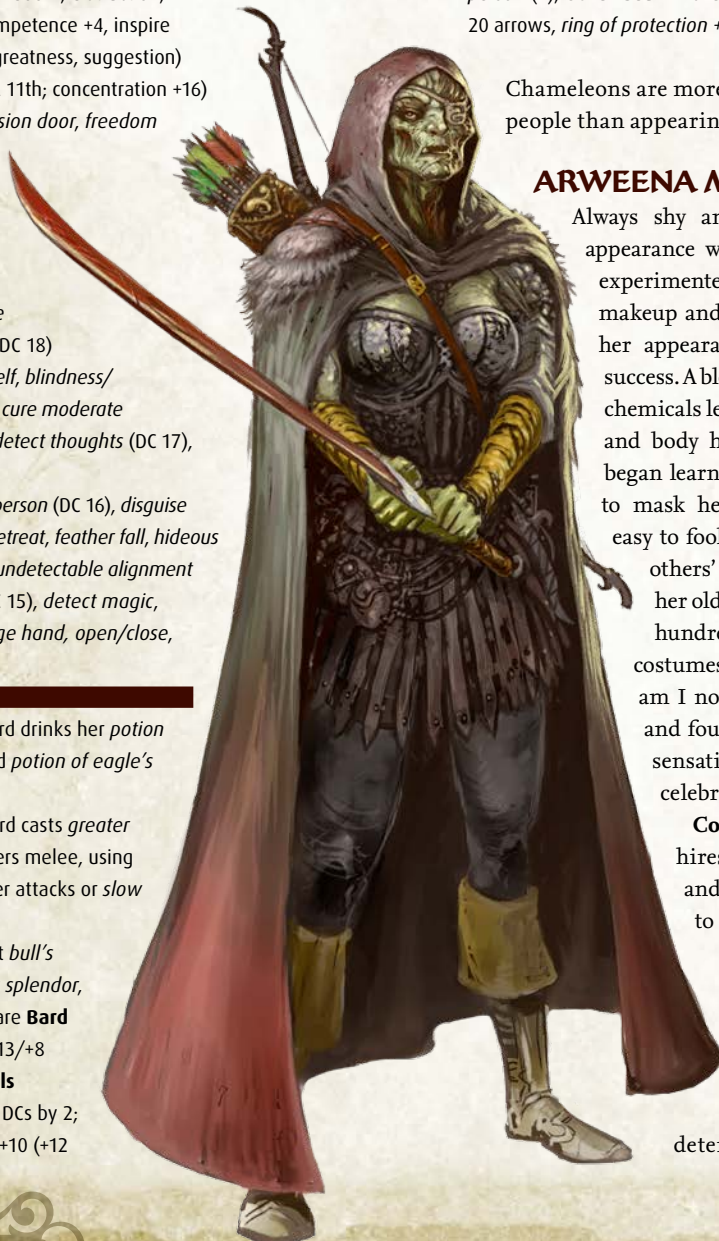 mpetence +4, inspire
greatness, suggestion)
11th; concentration +16)
sion door, freedom
e
DC 18)
elf, blindness/
cure moderate
detect thoughts (DC 17),
person (DC 16), disguise
etreat, feather fall, hideous
undetectable alignment
15), detect magic,
ge hand, open/close,
rd drinks her potion
d potion of eagle's
rd casts greater
ers melee, using
er attacks or slow
t bull's
splendor,
are Bard
13/+8
ls
DCs by 2;
+10 (+12
20 arrows, ring of protection +
Chameleons are more
people than appearin
ARWEENA M
Always shy an
appearance w
experimente
makeup and
her appeara
success. A bl
chemicals le
and body h
began learn
to mask he
easy to fool
others'
her old
hundre
costumes
am I no
and fou
sensati
celebr
Co
hires
and
to
deter